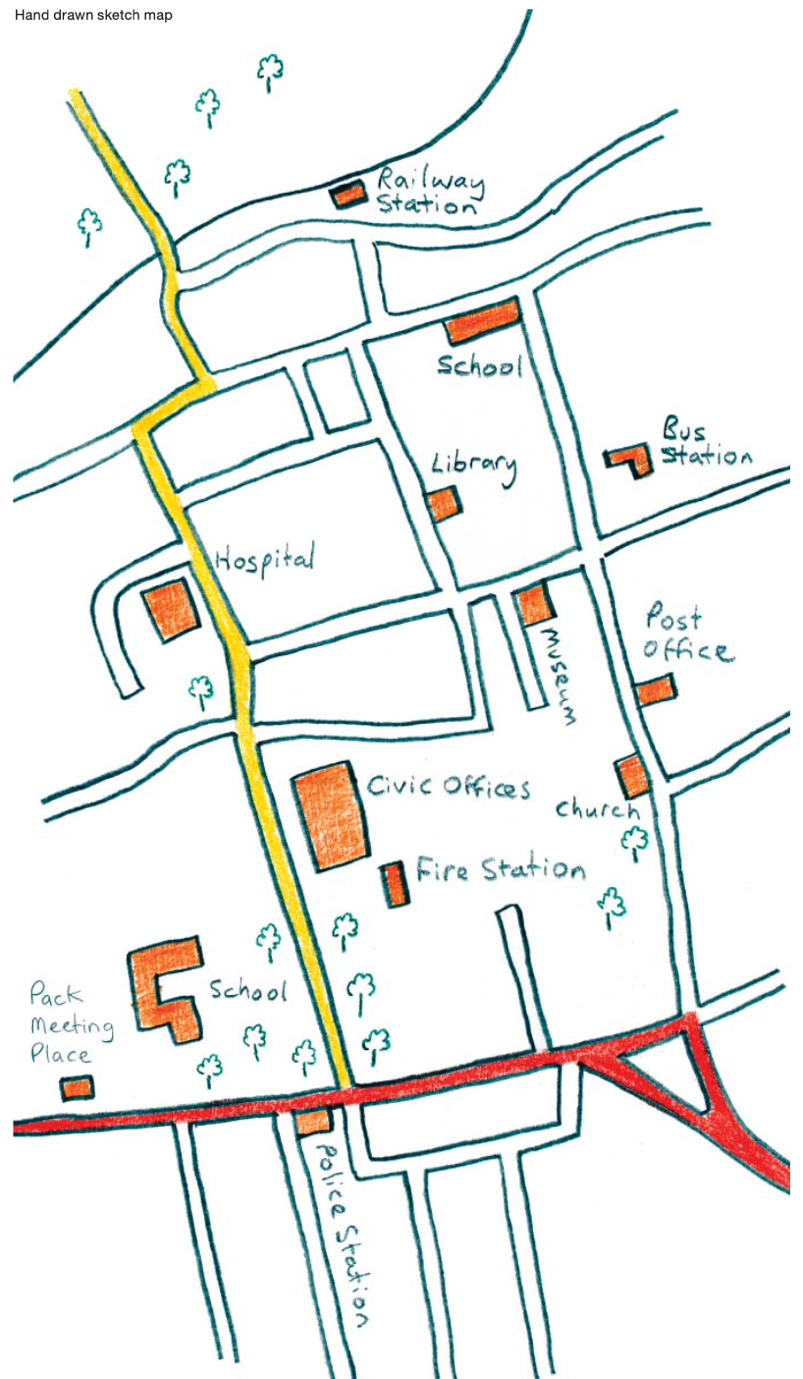 Hand drawn sketch map
Railway
Station
School
Library
Bus
Station
Hospital
Post
Office
Museum
Civic Offices
Church
Fire Station
School
Pack
Meeting
Place
Police Station